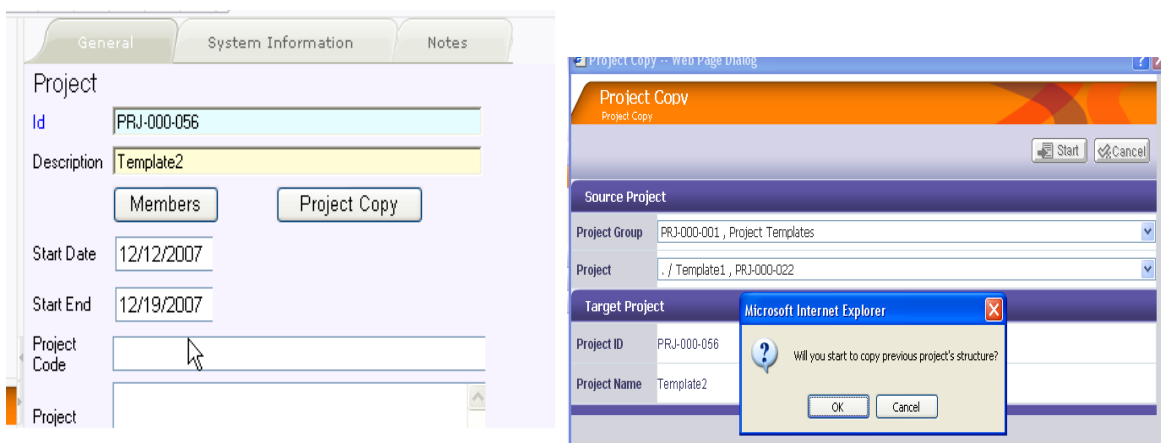 General System Information Notes
Project
Id PRJ-000-056
Description Template2
Members Project Copy
Start Date 12/12/2007
Start End 12/19/2007
Project
Code
Project
Project Copy -- Web Page Dialog
Project Copy
Project Copy
Start Cancel
Source Project
Project Group PRJ-000-001 , Project Templates
Project . / Template1 , PRJ-000-022
Target Project
Project ID PRJ-000-056
Project Name Template2
Microsoft Internet Explorer
Will you start to copy previous project's structure?
OK Cancel